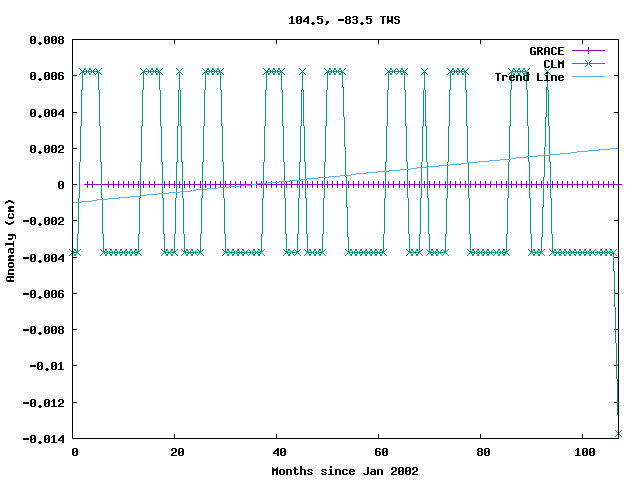 104.5, -83.5 TWS
0.008
0.006
0.004
0.002
0
-0.002
-0.004
-0.006
-0.008
-0.01
-0.012
-0.014
Anomaly (cm)
GRACE
CLM
Trend Line
0 20 40 60 80 100
Months since Jan 2002